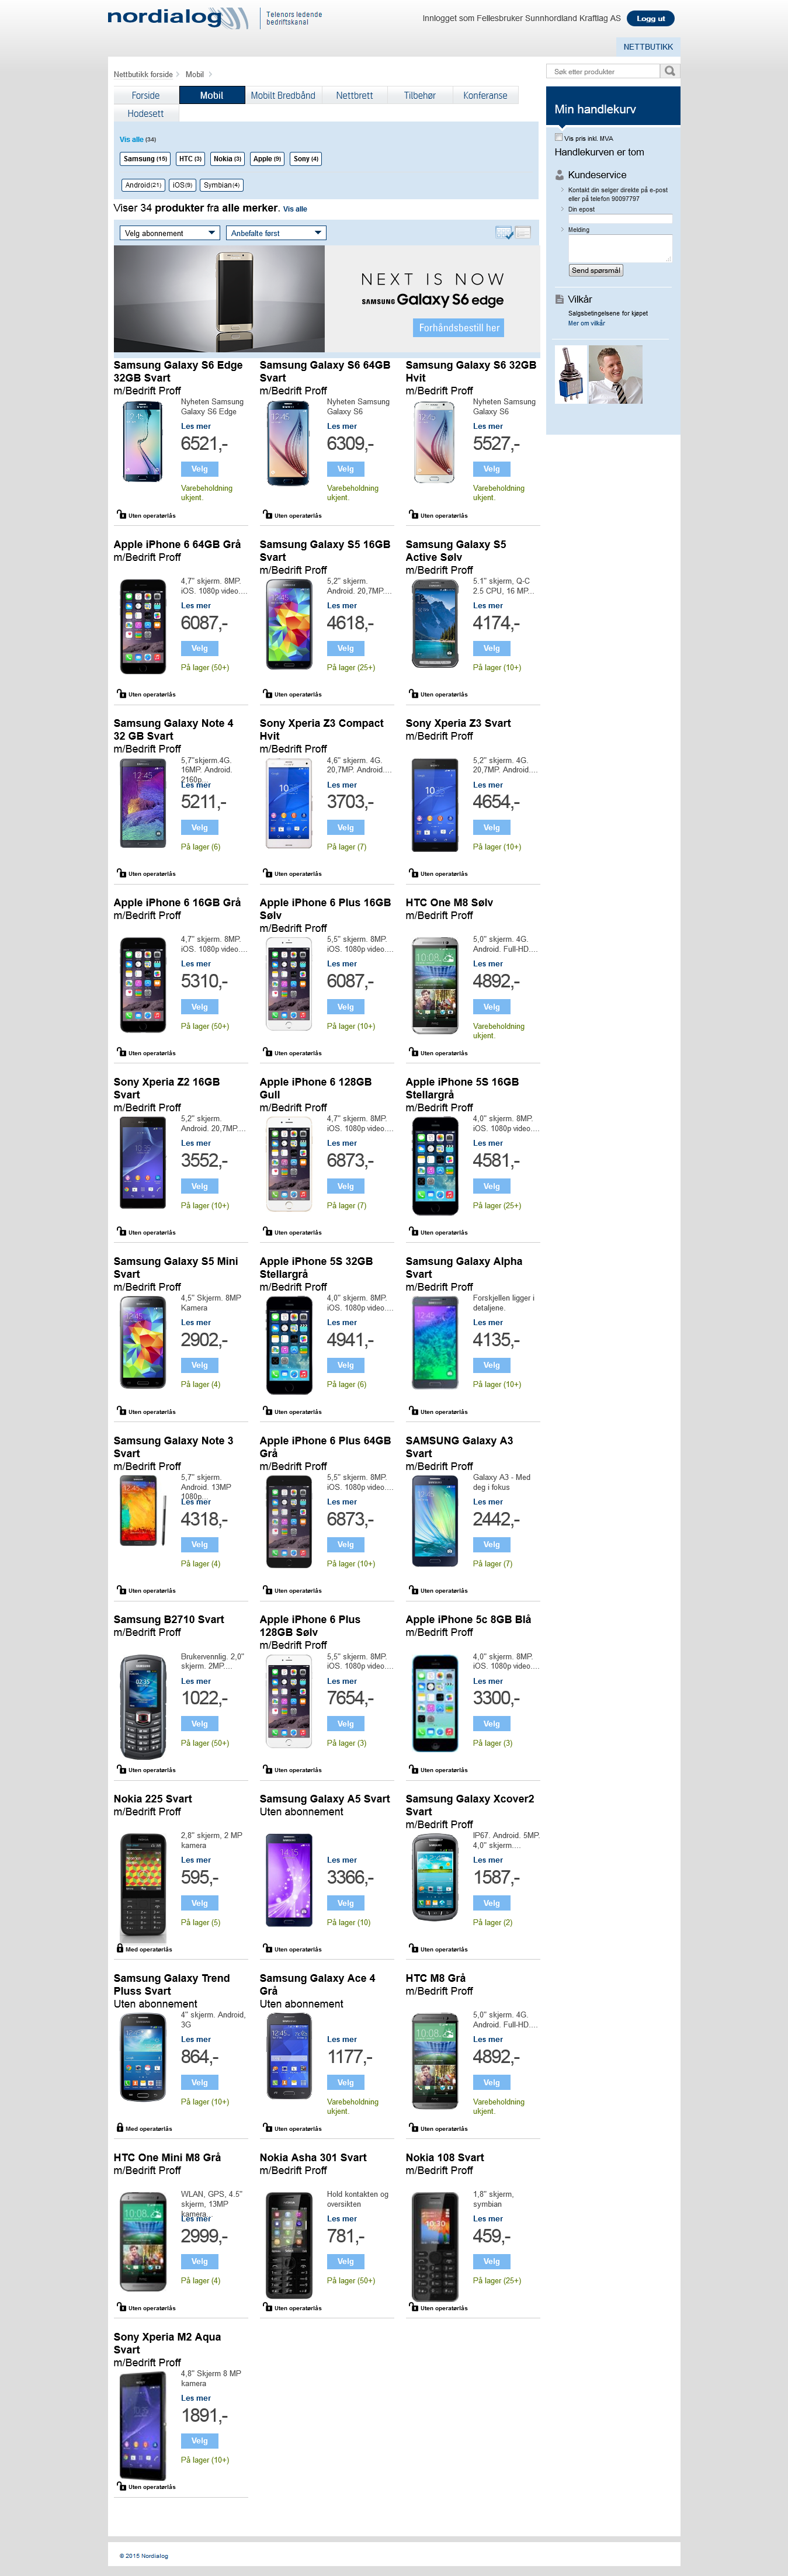 nordialog
Telenors ledende
bedriftskanal
Innlogget som Fellesbruker Sunnhordland Kraftlag AS
Logg ut
NETTBUTIKK
Nettbutikk forside
Mobil
Søk etter produkter
Forside
Mobil
Mobilt Bredbånd
Nettbrett
Tilbehør
Konferanse
Hodesett
Vis alle (34)
Samsung (15)
HTC (3)
Nokia (3)
Apple (9)
Sony (4)
Android(21)
iOS(9)
Symbian(4)
Viser 34 produkter fra alle merker. Vis alle
Velg abonnement
Anbefalte først
NEXT IS NOW
SAMSUNG Galaxy S6 edge
Forhåndsbestill her
Min handlekurv
Vis pris inkl. MVA
Handlekurven er tom
Kundeservice
Kontakt din selger direkte på e-post
eller på telefon 90097797
Din epost
Melding
Send spørsmål
Vilkår
Salgsbetingelsene for kjøpet
Mer om vilkår
Samsung Galaxy S6 Edge
32GB Svart
m/Bedrift Proff
Nyheten Samsung
Galaxy S6 Edge
Les mer
6521,-
Velg
Varebeholdning
ukjent.
Uten operatørlås
Samsung Galaxy S6 64GB
Svart
m/Bedrift Proff
Nyheten Samsung
Galaxy S6
Les mer
6309,-
Velg
Varebeholdning
ukjent.
Uten operatørlås
Samsung Galaxy S6 32GB
Hvit
m/Bedrift Proff
Nyheten Samsung
Galaxy S6
Les mer
5527,-
Velg
Varebeholdning
ukjent.
Uten operatørlås
Apple iPhone 6 64GB Grå
m/Bedrift Proff
4,7" skjerm. 8MP.
iOS. 1080p video....
Les mer
6087,-
Velg
På lager (50+)
Uten operatørlås
Samsung Galaxy S5 16GB
Svart
m/Bedrift Proff
5,2" skjerm.
Android. 20,7MP....
Les mer
4618,-
Velg
På lager (25+)
Uten operatørlås
Samsung Galaxy S5
Active Sølv
m/Bedrift Proff
5.1" skjerm, Q-C
2.5 CPU, 16 MP...
Les mer
4174,-
Velg
På lager (10+)
Uten operatørlås
Samsung Galaxy Note 4
32 GB Svart
m/Bedrift Proff
5,7"skjerm.4G.
16MP. Android.
2160p...
Les mer
5211,-
Velg
På lager (6)
Uten operatørlås
Sony Xperia Z3 Compact
Hvit
m/Bedrift Proff
4,6" skjerm. 4G.
20,7MP. Android....
Les mer
3703,-
Velg
På lager (7)
Uten operatørlås
Sony Xperia Z3 Svart
m/Bedrift Proff
5,2" skjerm. 4G.
20,7MP. Android....
Les mer
4654,-
Velg
På lager (10+)
Uten operatørlås
Apple iPhone 6 16GB Grå
m/Bedrift Proff
4,7" skjerm. 8MP.
iOS. 1080p video....
Les mer
5310,-
Velg
På lager (50+)
Uten operatørlås
Apple iPhone 6 Plus 16GB
Sølv
m/Bedrift Proff
5,5" skjerm. 8MP.
iOS. 1080p video....
Les mer
6087,-
Velg
På lager (10+)
Uten operatørlås
HTC One M8 Sølv
m/Bedrift Proff
5,0" skjerm. 4G.
Android. Full-HD....
Les mer
4892,-
Velg
Varebeholdning
ukjent.
Uten operatørlås
Sony Xperia Z2 16GB
Svart
m/Bedrift Proff
5,2" skjerm.
Android. 20,7MP....
Les mer
3552,-
Velg
På lager (10+)
Uten operatørlås
Apple iPhone 6 128GB
Gull
m/Bedrift Proff
4,7" skjerm. 8MP.
iOS. 1080p video....
Les mer
6873,-
Velg
På lager (7)
Uten operatørlås
Apple iPhone 5S 16GB
Stellargrå
m/Bedrift Proff
4,0" skjerm. 8MP.
iOS. 1080p video....
Les mer
4581,-
Velg
På lager (25+)
Uten operatørlås
Samsung Galaxy S5 Mini
Svart
m/Bedrift Proff
4,5" Skjerm. 8MP
Kamera
Les mer
2902,-
Velg
På lager (4)
Uten operatørlås
Apple iPhone 5S 32GB
Stellargrå
m/Bedrift Proff
4,0" skjerm. 8MP.
iOS. 1080p video....
Les mer
4941,-
Velg
På lager (6)
Uten operatørlås
Samsung Galaxy Alpha
Svart
m/Bedrift Proff
Forskjellen ligger i
detaljene.
Les mer
4135,-
Velg
På lager (10+)
Uten operatørlås
Samsung Galaxy Note 3
Svart
m/Bedrift Proff
5,7" skjerm.
Android. 13MP
1080p...
Les mer
4318,-
Velg
På lager (4)
Uten operatørlås
Apple iPhone 6 Plus 64GB
Grå
m/Bedrift Proff
5,5" skjerm. 8MP.
iOS. 1080p video....
Les mer
6873,-
Velg
På lager (10+)
Uten operatørlås
SAMSUNG Galaxy A3
Svart
m/Bedrift Proff
Galaxy A3 - Med
deg i fokus
Les mer
2442,-
Velg
På lager (7)
Uten operatørlås
Samsung B2710 Svart
m/Bedrift Proff
Brukervennlig. 2,0"
skjerm. 2MP....
Les mer
1022,-
Velg
På lager (50+)
Uten operatørlås
Apple iPhone 6 Plus
128GB Sølv
m/Bedrift Proff
5,5" skjerm. 8MP.
iOS. 1080p video....
Les mer
7654,-
Velg
På lager (3)
Uten operatørlås
Apple iPhone 5c 8GB Blå
m/Bedrift Proff
4,0" skjerm. 8MP.
iOS. 1080p video....
Les mer
3300,-
Velg
På lager (3)
Uten operatørlås
Nokia 225 Svart
m/Bedrift Proff
2,8" skjerm, 2 MP
kamera
Les mer
595,-
Velg
På lager (5)
Med operatørlås
Samsung Galaxy A5 Svart
Uten abonnement
Les mer
3366,-
Velg
På lager (10)
Uten operatørlås
Samsung Galaxy Xcover2
Svart
m/Bedrift Proff
IP67. Android. 5MP.
4,0" skjerm....
Les mer
1587,-
Velg
På lager (2)
Uten operatørlås
Samsung Galaxy Trend
Pluss Svart
Uten abonnement
4" skjerm. Android,
3G
Les mer
864,-
Velg
På lager (10+)
Med operatørlås
Samsung Galaxy Ace 4
Grå
Uten abonnement
Les mer
1177,-
Velg
Varebeholdning
ukjent.
Uten operatørlås
HTC M8 Grå
m/Bedrift Proff
5,0" skjerm. 4G.
Android. Full-HD....
Les mer
4892,-
Velg
Varebeholdning
ukjent.
Uten operatørlås
HTC One Mini M8 Grå
m/Bedrift Proff
WLAN, GPS, 4.5"
skjerm, 13MP
kamera...
Les mer
2999,-
Velg
På lager (4)
Uten operatørlås
Nokia Asha 301 Svart
m/Bedrift Proff
Hold kontakten og
oversikten
Les mer
781,-
Velg
På lager (50+)
Uten operatørlås
Nokia 108 Svart
m/Bedrift Proff
1,8" skjerm,
symbian
Les mer
459,-
Velg
På lager (25+)
Uten operatørlås
Sony Xperia M2 Aqua
Svart
m/Bedrift Proff
4,8" Skjerm 8 MP
kamera
Les mer
1891,-
Velg
På lager (10+)
Uten operatørlås
© 2015 Nordialog